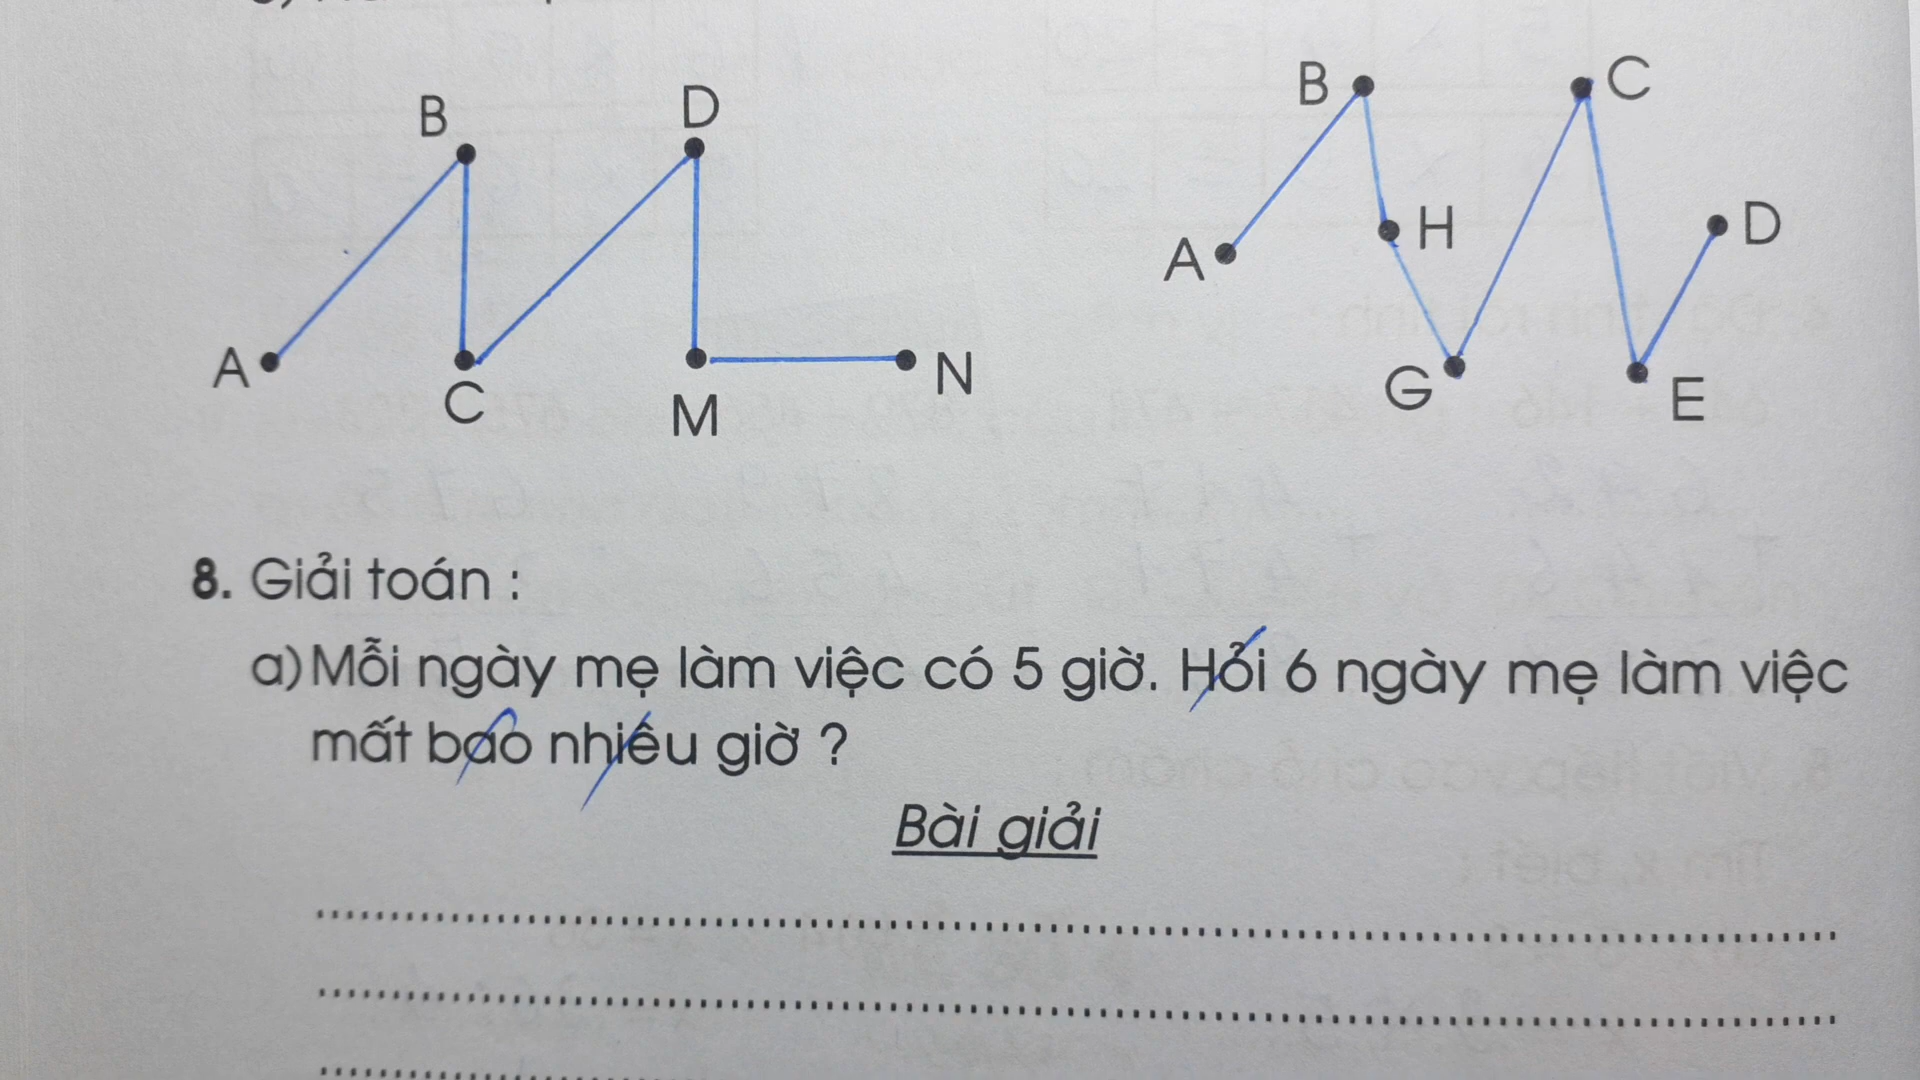 B
D
A
C
M
N
B
C
A
H
D
G
E
8. Giải toán :
a) Mỗi ngày mẹ làm việc có 5 giờ. Hỏi 6 ngày mẹ làm việc
mất bao nhiêu giờ ?
Bài giải